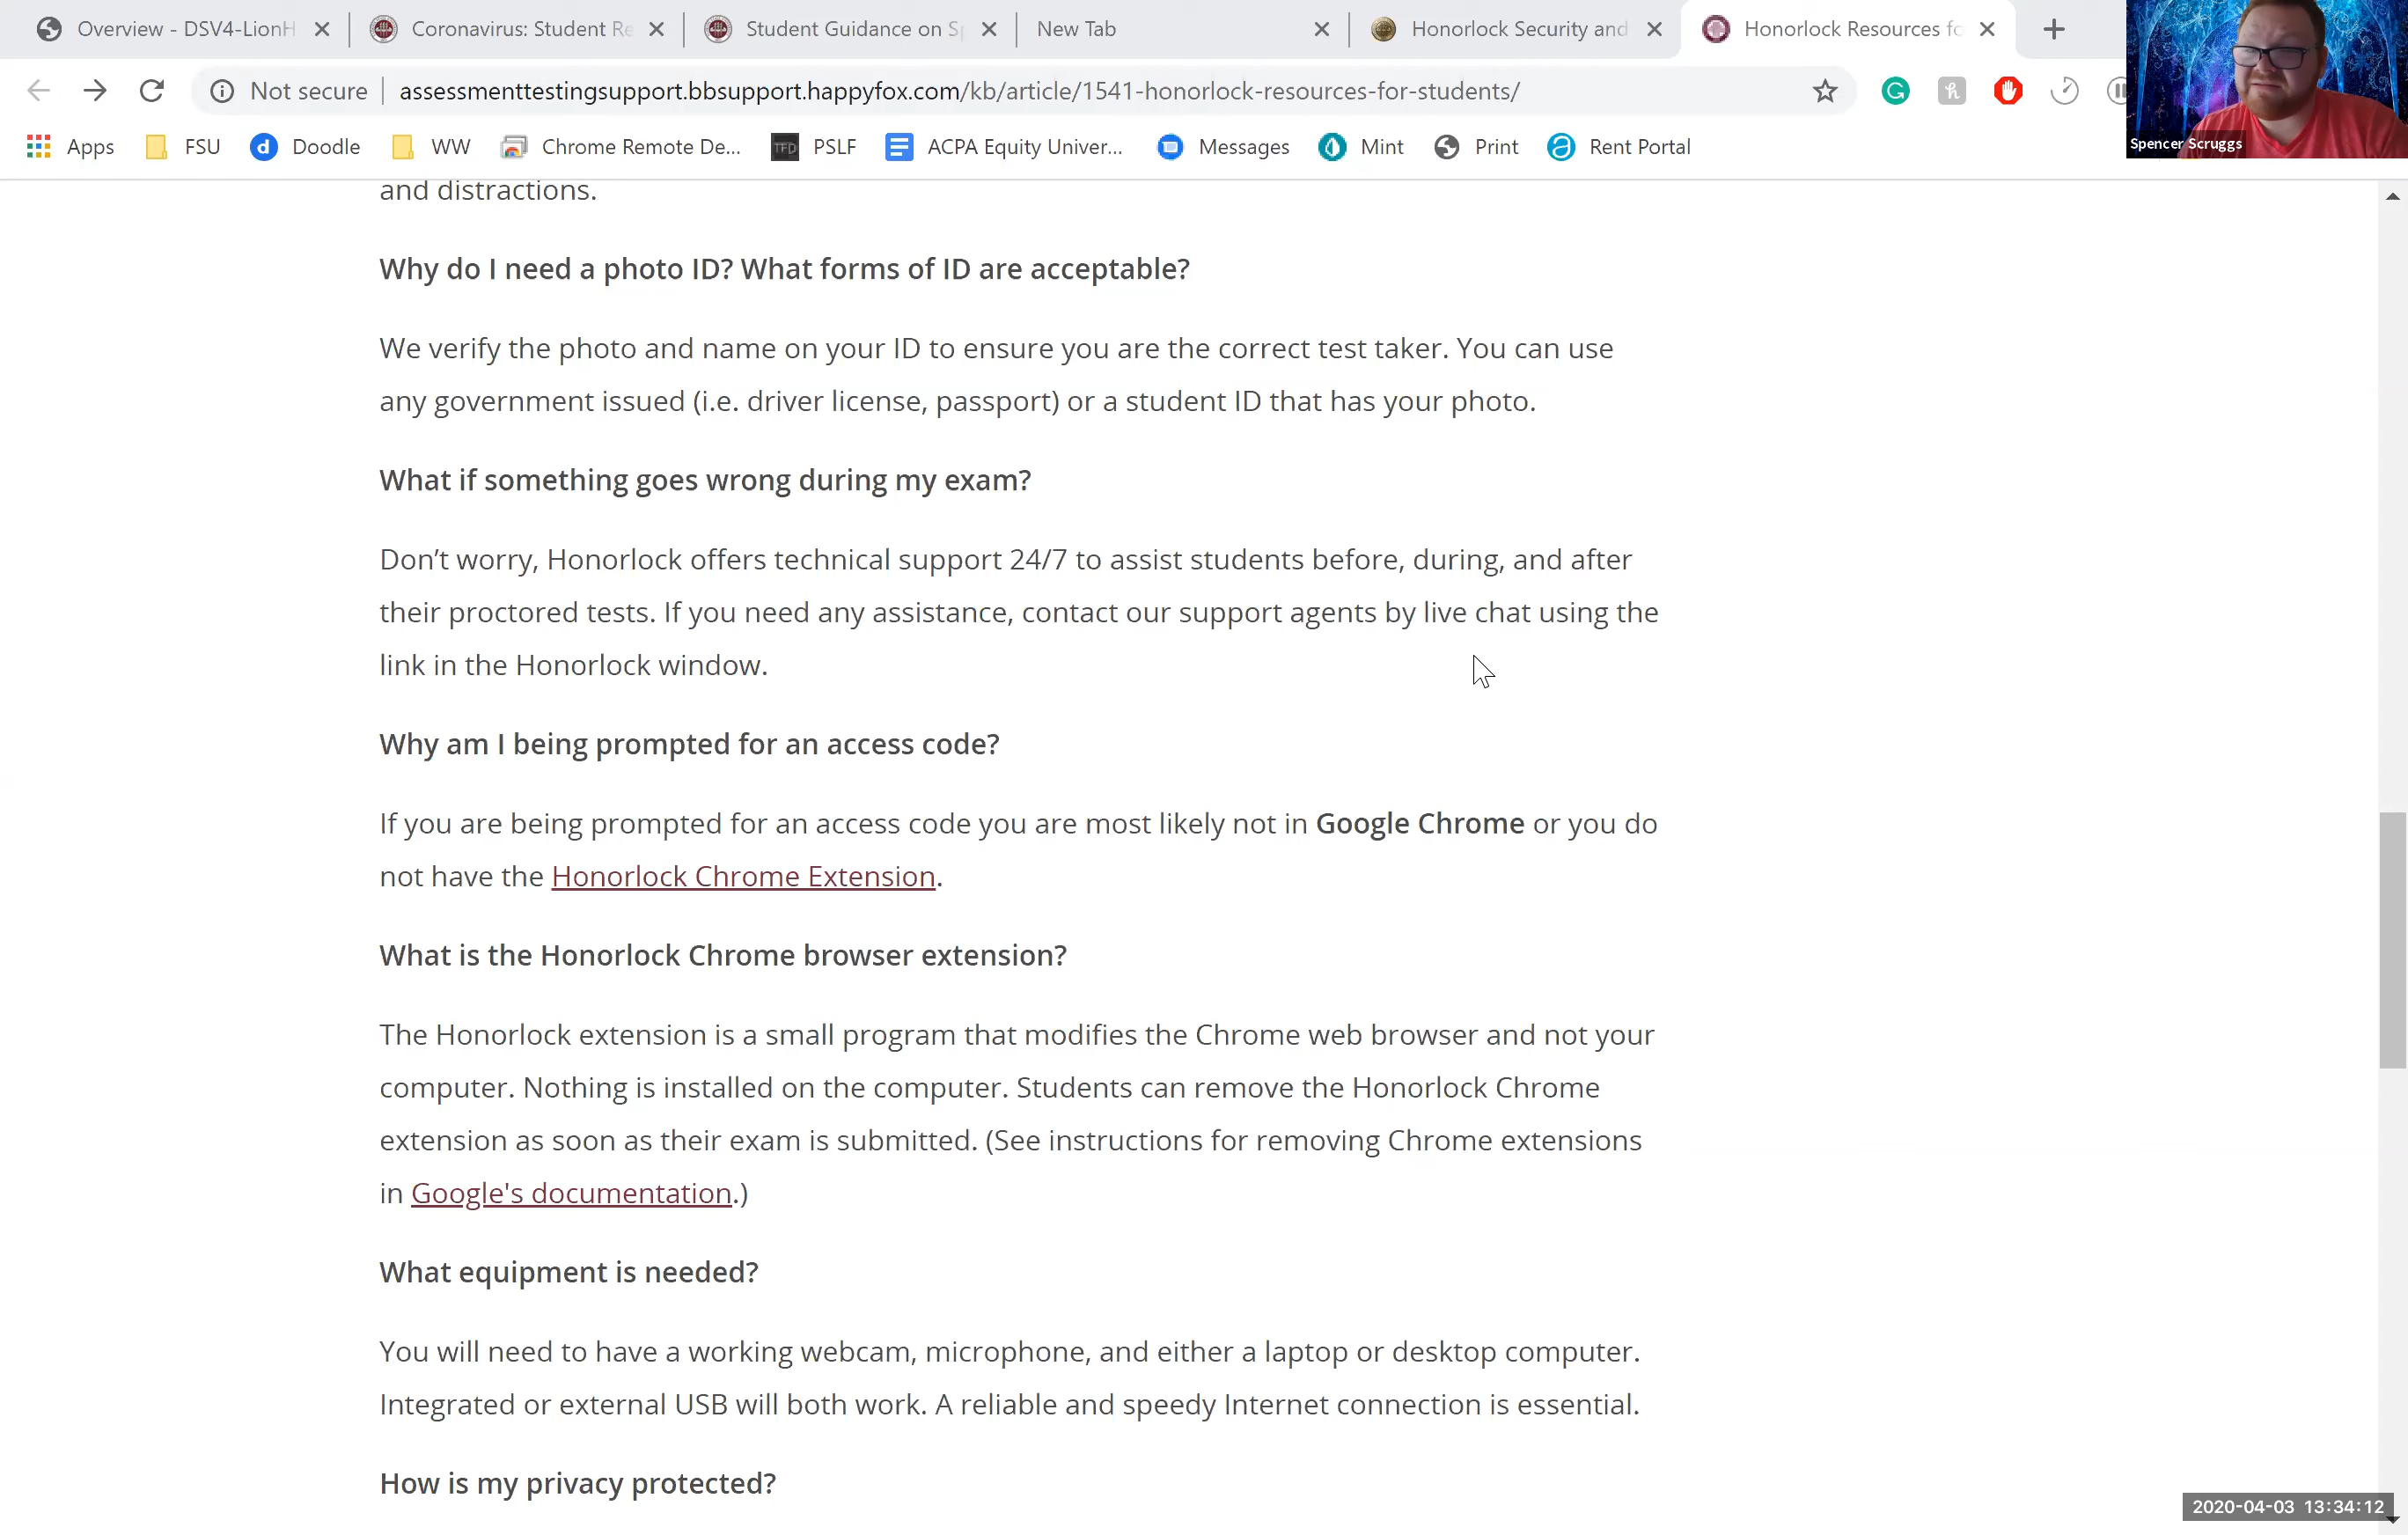 Overview - DSV4-LionH
Coronavirus: Student Re
Student Guidance on Sp
New Tab
Honorlock Security and
Honorlock Resources fo
Not secure
assessmenttestingsupport.bbsupport.happyfox.com/kb/article/1541-honorlock-resources-for-students/
Apps
FSU
Doodle
WW
Chrome Remote De...
TFD
PSLF
ACPA Equity Univer...
Messages
Mint
Print
Rent Portal
Spencer Scruggs
and distractions.
Why do I need a photo ID? What forms of ID are acceptable?
We verify the photo and name on your ID to ensure you are the correct test taker. You can use
any government issued (i.e. driver license, passport) or a student ID that has your photo.
What if something goes wrong during my exam?
Don’t worry, Honorlock offers technical support 24/7 to assist students before, during, and after
their proctored tests. If you need any assistance, contact our support agents by live chat using the
link in the Honorlock window.
Why am I being prompted for an access code?
If you are being prompted for an access code you are most likely not in Google Chrome or you do
not have the Honorlock Chrome Extension.
What is the Honorlock Chrome browser extension?
The Honorlock extension is a small program that modifies the Chrome web browser and not your
computer. Nothing is installed on the computer. Students can remove the Honorlock Chrome
extension as soon as their exam is submitted. (See instructions for removing Chrome extensions
in Google's documentation.)
What equipment is needed?
You will need to have a working webcam, microphone, and either a laptop or desktop computer.
Integrated or external USB will both work. A reliable and speedy Internet connection is essential.
How is my privacy protected?
2020-04-03 13:34:12